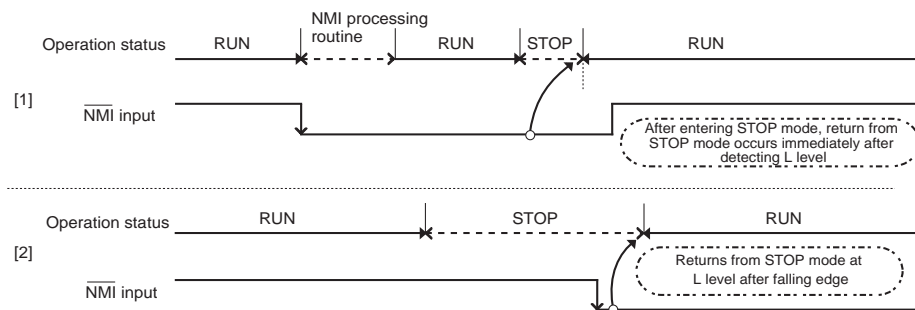 NMI processing
routine
Operation status RUN RUN STOP RUN
[1]
NMI input
After entering STOP mode, return from
STOP mode occurs immediately after
detecting L level
Operation status RUN STOP RUN
[2]
Returns from STOP mode at
L level after falling edge
NMI input